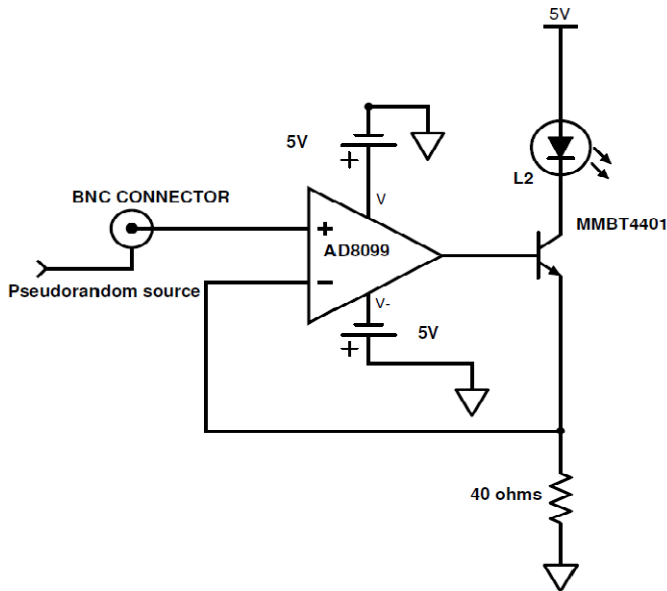 5V
5V
+
V
L2
BNC CONNECTOR
MMBT4401
+
AD8099
Pseudorandom source
-
V-
+
5V
40 ohms